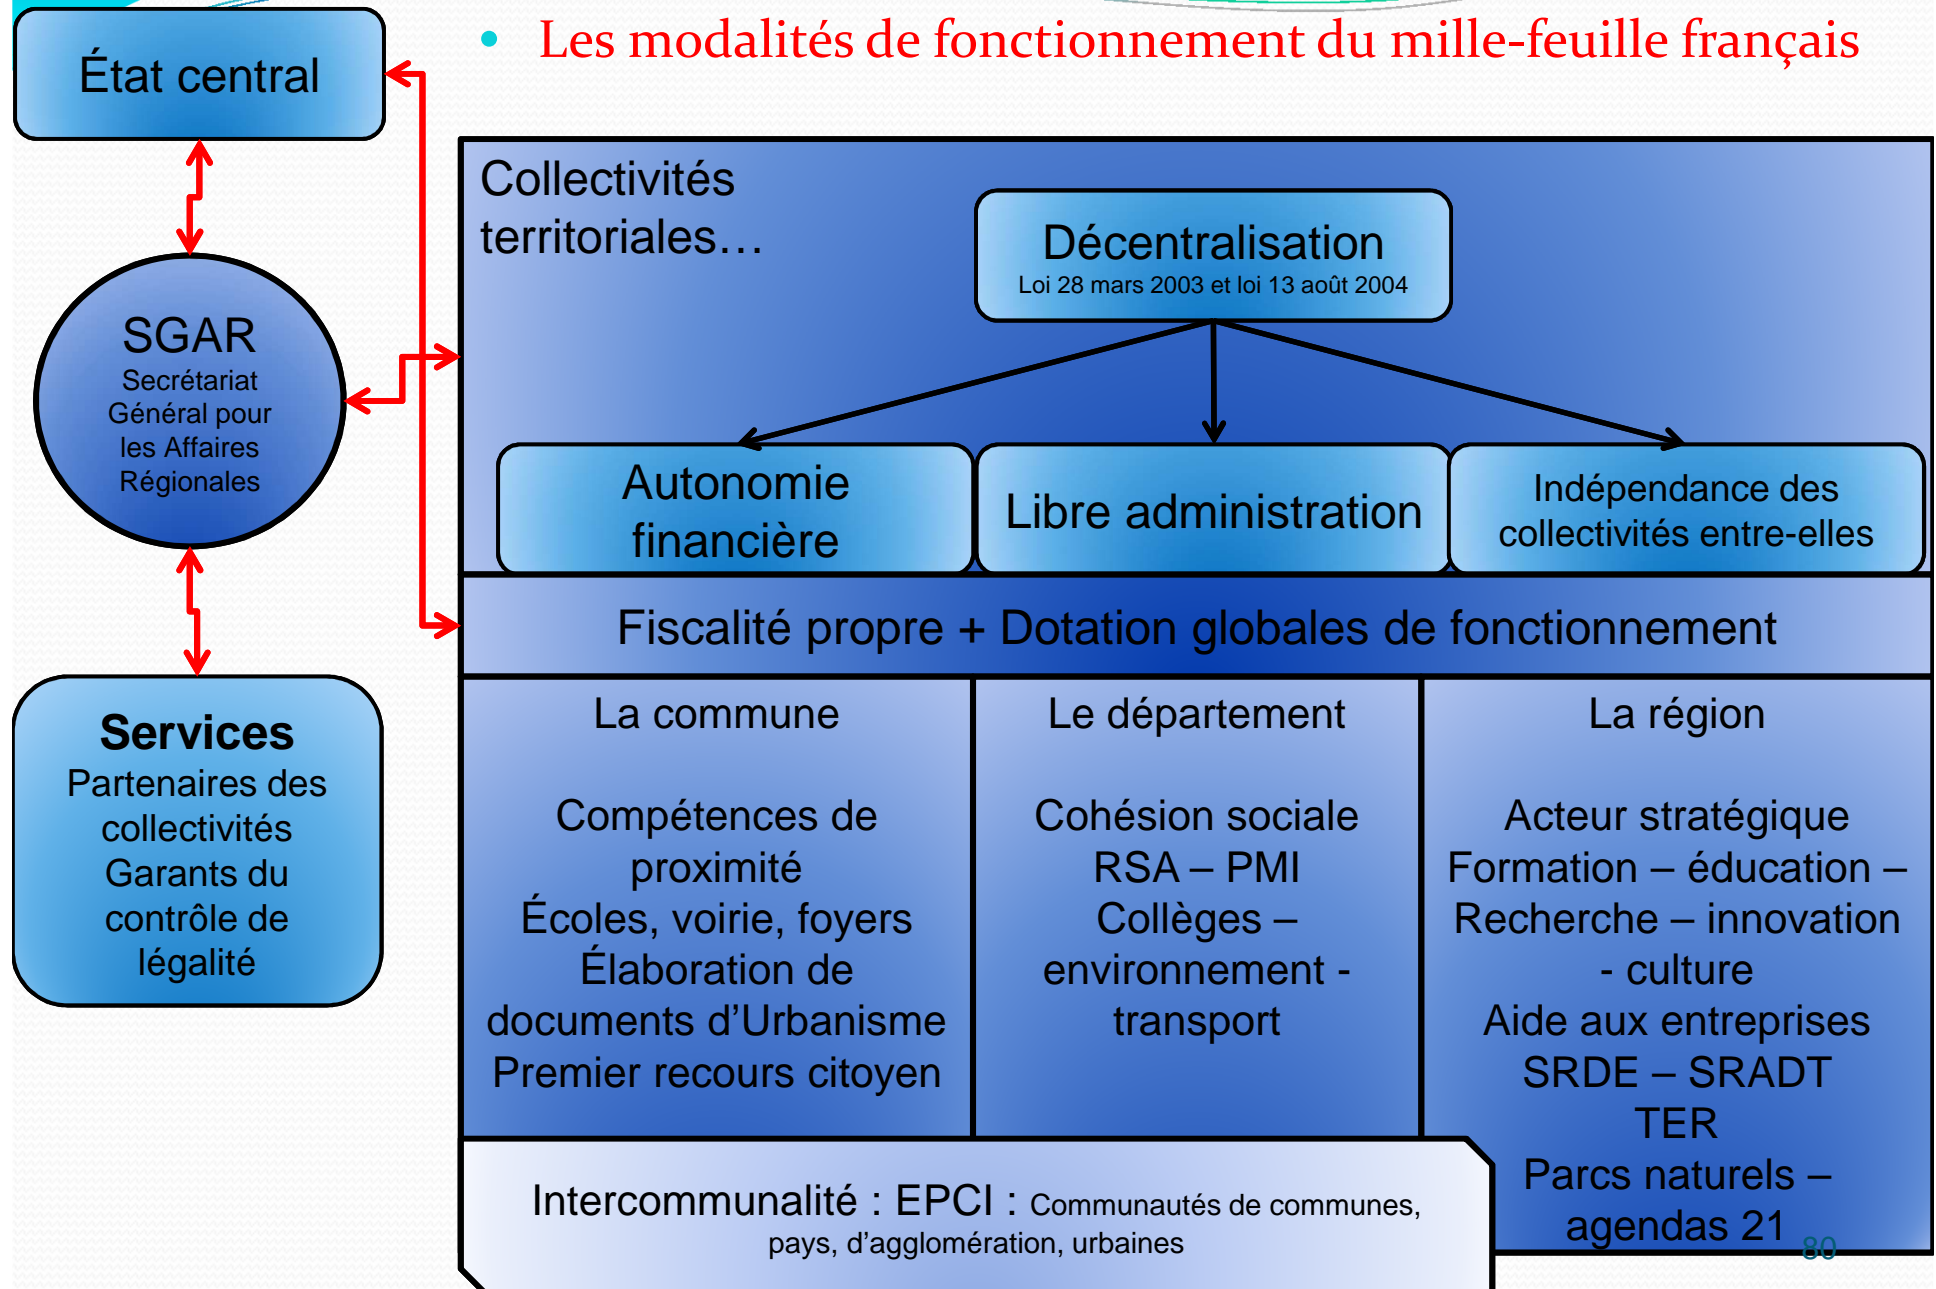 • Les modalités de fonctionnement du mille-feuille français
État central
SGAR
Secrétariat
Général pour
les Affaires
Régionales
Services
Partenaires des
collectivités
Garants du
contrôle de
légalité
Collectivités
territoriales…
Décentralisation
Loi 28 mars 2003 et loi 13 août 2004
Autonomie
financière
Libre administration
Indépendance des
collectivités entre-elles
Fiscalité propre + Dotation globales de fonctionnement
La commune
Compétences de
proximité
Écoles, voirie, foyers
Élaboration de
documents d’Urbanisme
Premier recours citoyen
Le département
Cohésion sociale
RSA – PMI
Collèges –
environnement -
transport
La région
Acteur stratégique
Formation – éducation –
Recherche – innovation
- culture
Aide aux entreprises
SRDE – SRADT
TER
Parcs naturels –
agendas 21
Intercommunalité : EPCI : Communautés de communes,
pays, d’agglomération, urbaines
80